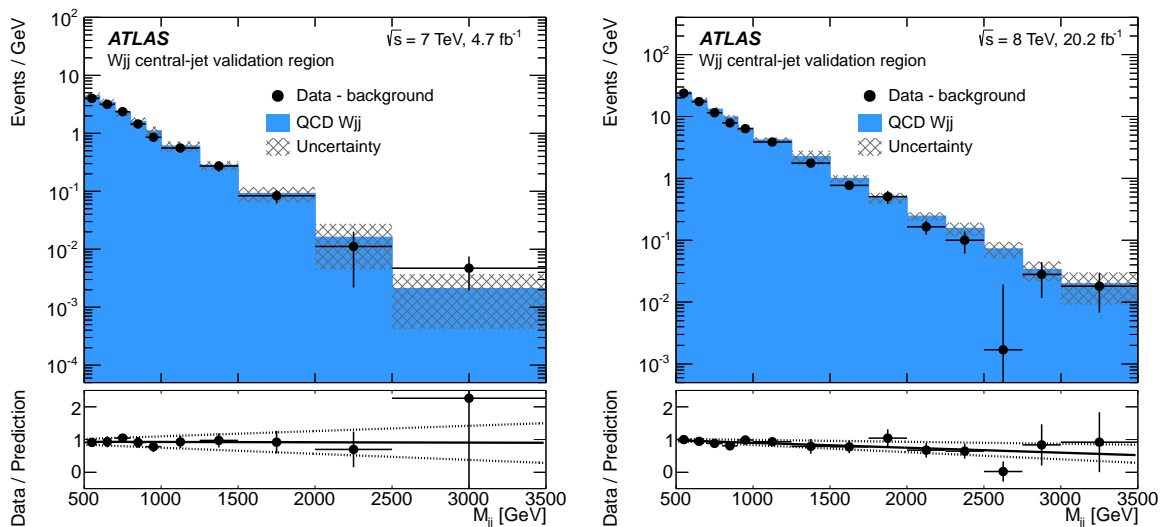 ATLAS
√s = 7 TeV, 4.7 fb⁻¹
Wjj central-jet validation region
Data - background
QCD Wjj
Uncertainty
Events / GeV
10²
10
1
10⁻¹
10⁻²
10⁻³
10⁻⁴
Data / Prediction
2
1
0
500 1000 1500 2000 2500 3000 3500
M_jj [GeV]
ATLAS
√s = 8 TeV, 20.2 fb⁻¹
Wjj central-jet validation region
Data - background
QCD Wjj
Uncertainty
Events / GeV
10²
10
1
10⁻¹
10⁻²
10⁻³
Data / Prediction
2
1
0
500 1000 1500 2000 2500 3000 3500
M_jj [GeV]